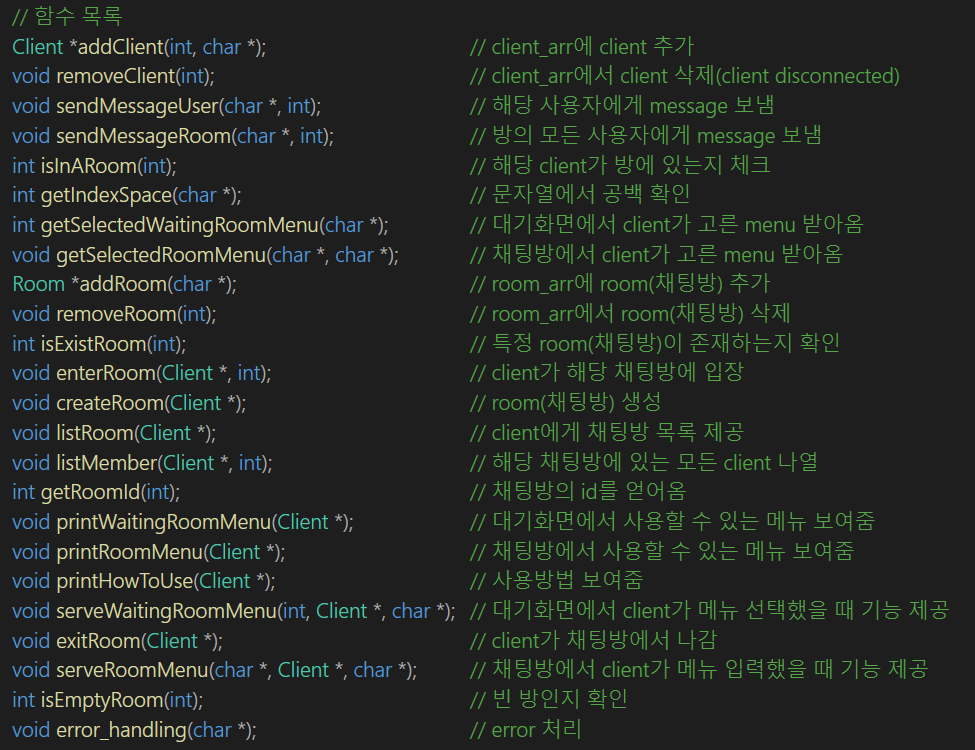 // 함수 목록
Client *addClient(int, char *); // client_arr에 client 추가
void removeClient(int); // client_arr에서 client 삭제(client disconnected)
void sendMessageUser(char *, int); // 해당 사용자에게 message 보냄
void sendMessageRoom(char *, int); // 방의 모든 사용자에게 message 보냄
int isInARoom(int); // 해당 client가 방에 있는지 체크
int getIndexSpace(char *); // 문자열에서 공백 확인
int getSelectedWaitingRoomMenu(char *); // 대기화면에서 client가 고른 menu 받아옴
void getSelectedRoomMenu(char *, char *); // 채팅방에서 client가 고른 menu 받아옴
Room *addRoom(char *); // room_arr에 room(채팅방) 추가
void removeRoom(int); // room_arr에서 room(채팅방) 삭제
int isExistRoom(int); // 특정 room(채팅방)이 존재하는지 확인
void enterRoom(Client *, int); // client가 해당 채팅방에 입장
void createRoom(Client *); // room(채팅방) 생성
void listRoom(Client *); // client에게 채팅방 목록 제공
void listMember(Client *, int); // 해당 채팅방에 있는 모든 client 나열
int getRoomId(int); // 채팅방의 id를 얻어옴
void printWaitingRoomMenu(Client *); // 대기화면에서 사용할 수 있는 메뉴 보여줌
void printRoomMenu(Client *); // 채팅방에서 사용할 수 있는 메뉴 보여줌
void printHowToUse(Client *); // 사용방법 보여줌
void serveWaitingRoomMenu(int, Client *, char *); // 대기화면에서 client가 메뉴 선택했을 때 기능 제공
void exitRoom(Client *); // client가 채팅방에서 나감
void serveRoomMenu(char *, Client *, char *); // 채팅방에서 client가 메뉴 입력했을 때 기능 제공
int isEmptyRoom(int); // 빈 방인지 확인
void error_handling(char *); // error 처리